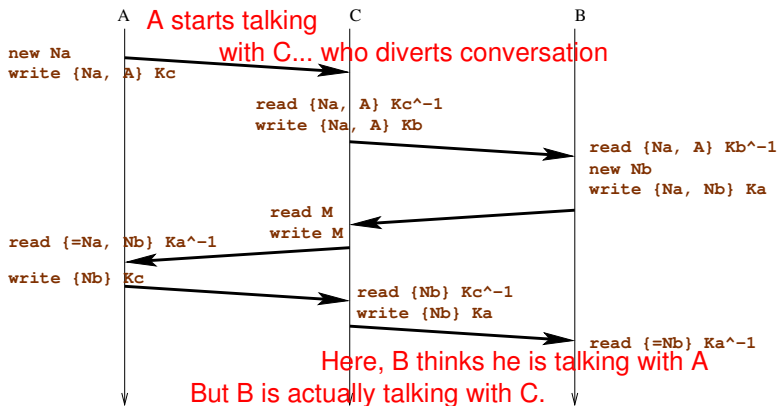 A C B
A starts talking
with C... who diverts conversation
new Na
write {Na, A} Kc
read {Na, A} Kc^-1
write {Na, A} Kb
read {Na, A} Kb^-1
new Nb
write {Na, Nb} Ka
read M
write M
read {=Na, Nb} Ka^-1
write {Nb} Kc
read {Nb} Kc^-1
write {Nb} Ka
read {=Nb} Ka^-1
Here, B thinks he is talking with A
But B is actually talking with C.